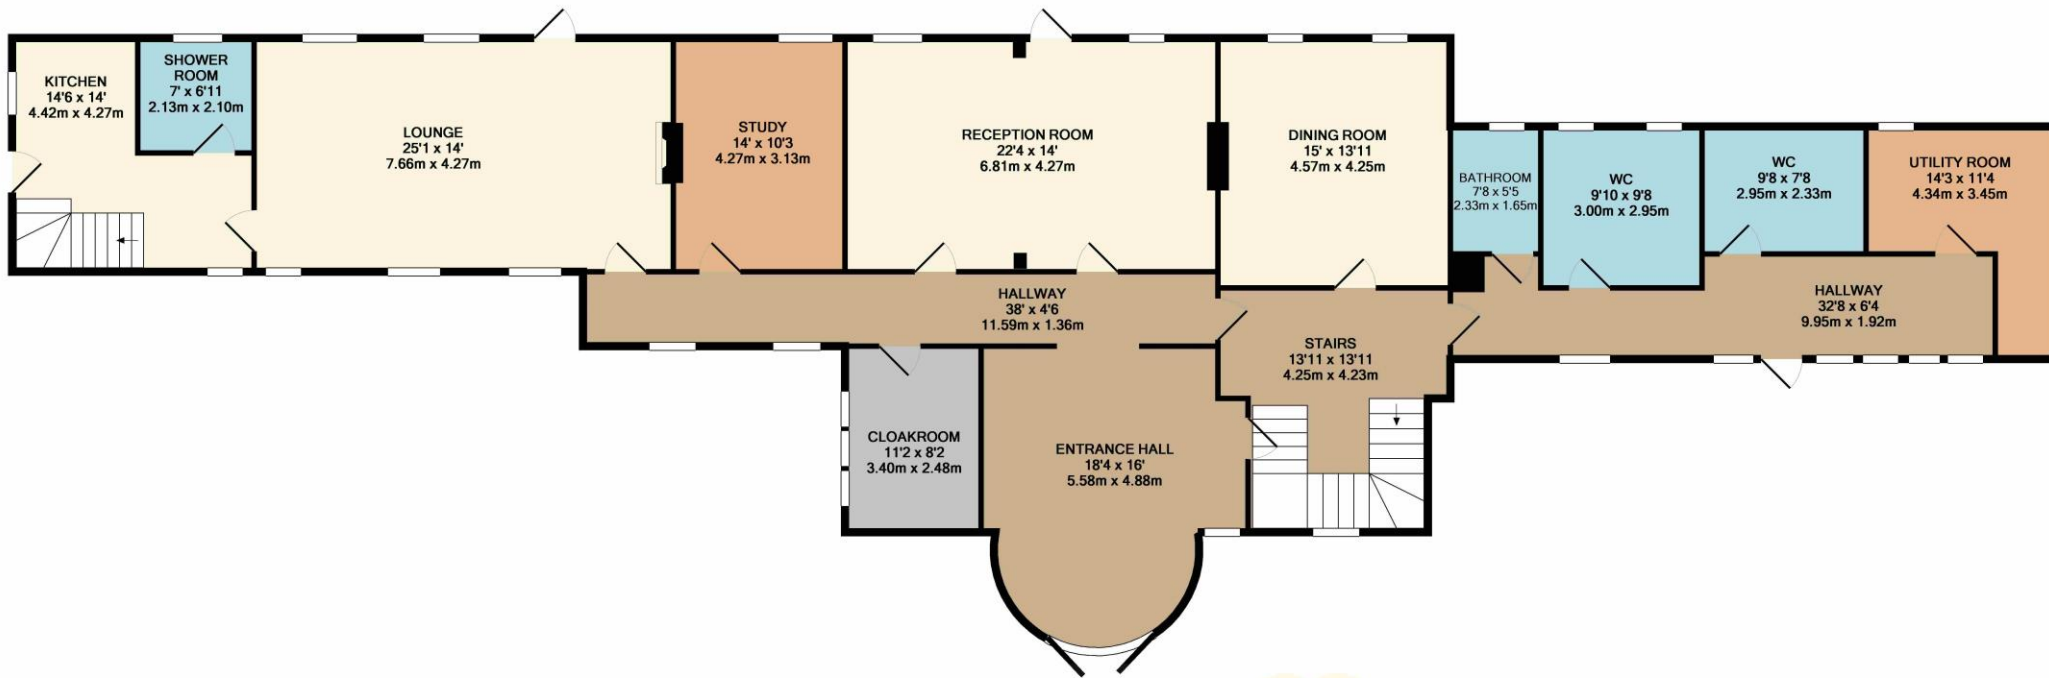 KITCHEN
14'6 x 14'
4.42m x 4.27m
SHOWER
ROOM
7' x 6'11
2.13m x 2.10m
LOUNGE
25'1 x 14'
7.66m x 4.27m
STUDY
14' x 10'3
4.27m x 3.13m
RECEPTION ROOM
22'4 x 14'
6.81m x 4.27m
DINING ROOM
15' x 13'11
4.57m x 4.25m
BATHROOM
7'8 x 5'5
2.33m x 1.65m
WC
9'10 x 9'8
3.00m x 2.95m
WC
9'8 x 7'8
2.95m x 2.33m
UTILITY ROOM
14'3 x 11'4
4.34m x 3.45m
HALLWAY
38' x 4'6
11.59m x 1.36m
STAIRS
13'11 x 13'11
4.25m x 4.23m
HALLWAY
32'8 x 6'4
9.95m x 1.92m
CLOAKROOM
11'2 x 8'2
3.40m x 2.48m
ENTRANCE HALL
18'4 x 16'
5.58m x 4.88m